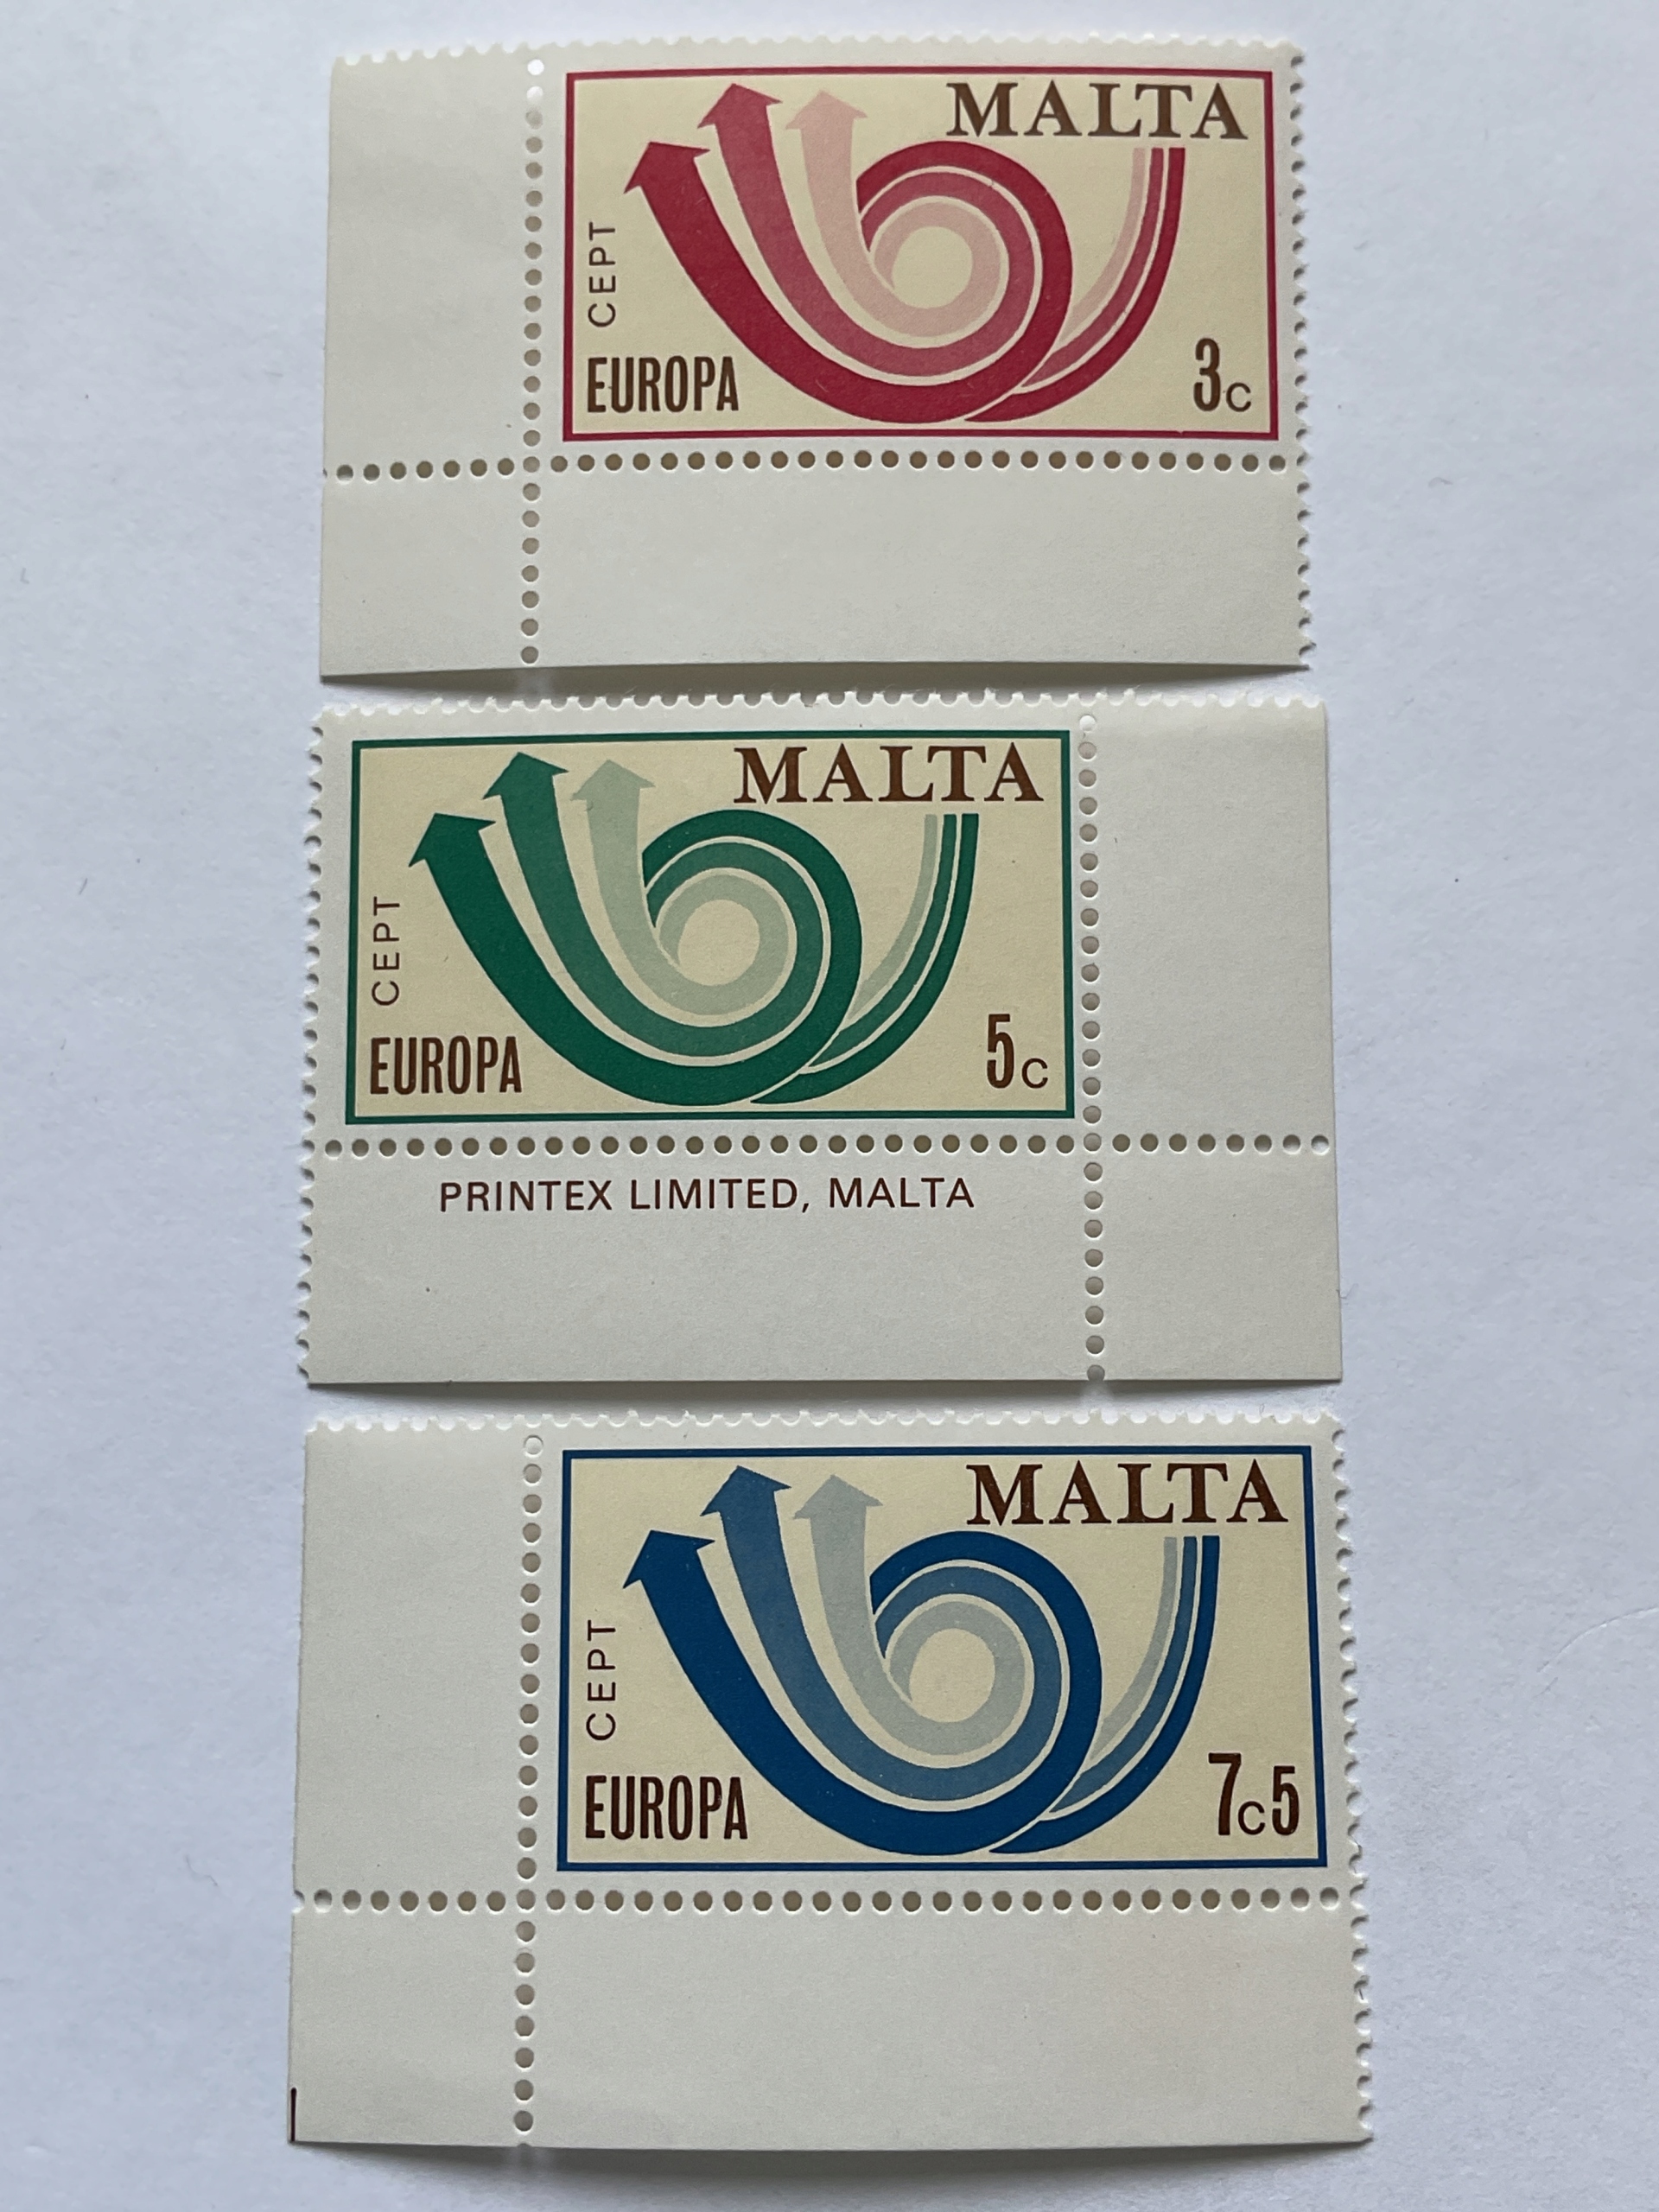 MALTA
CEPT
EUROPA
3c
MALTA
CEPT
EUROPA
5c
PRINTEX LIMITED, MALTA
MALTA
CEPT
EUROPA
7c5